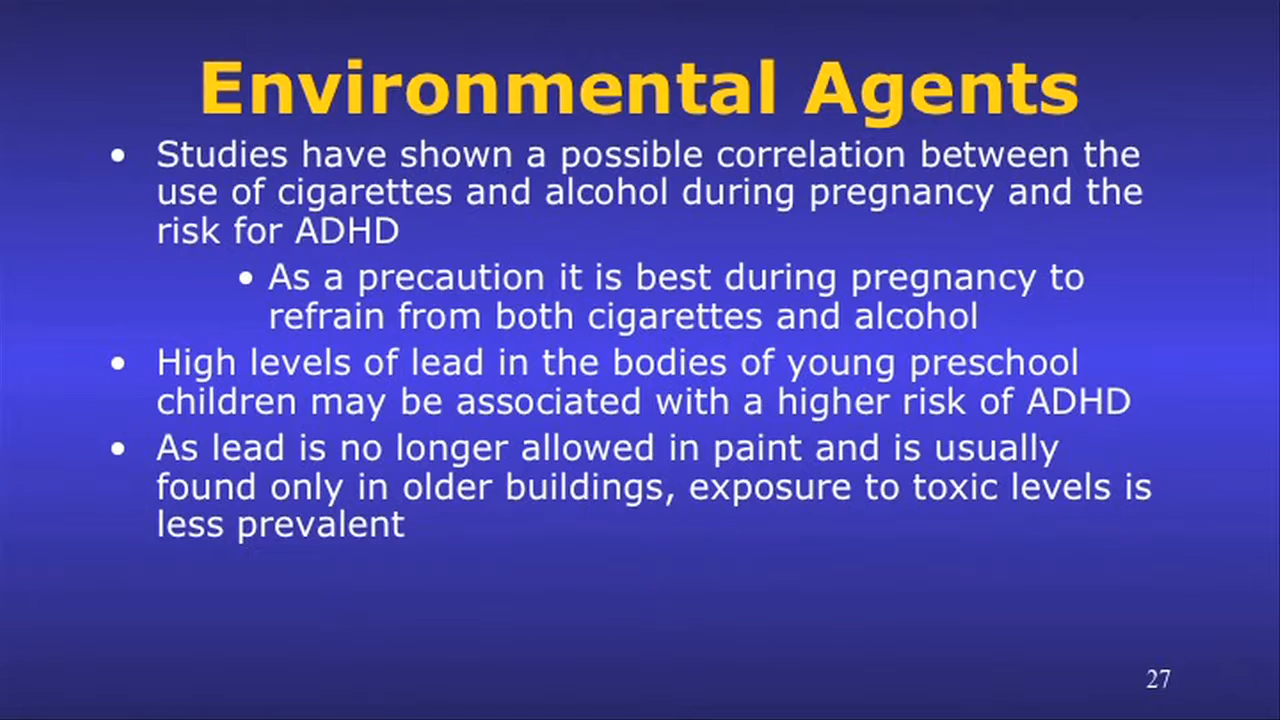 Environmental Agents
• Studies have shown a possible correlation between the
use of cigarettes and alcohol during pregnancy and the
risk for ADHD
• As a precaution it is best during pregnancy to
refrain from both cigarettes and alcohol
• High levels of lead in the bodies of young preschool
children may be associated with a higher risk of ADHD
• As lead is no longer allowed in paint and is usually
found only in older buildings, exposure to toxic levels is
less prevalent
27